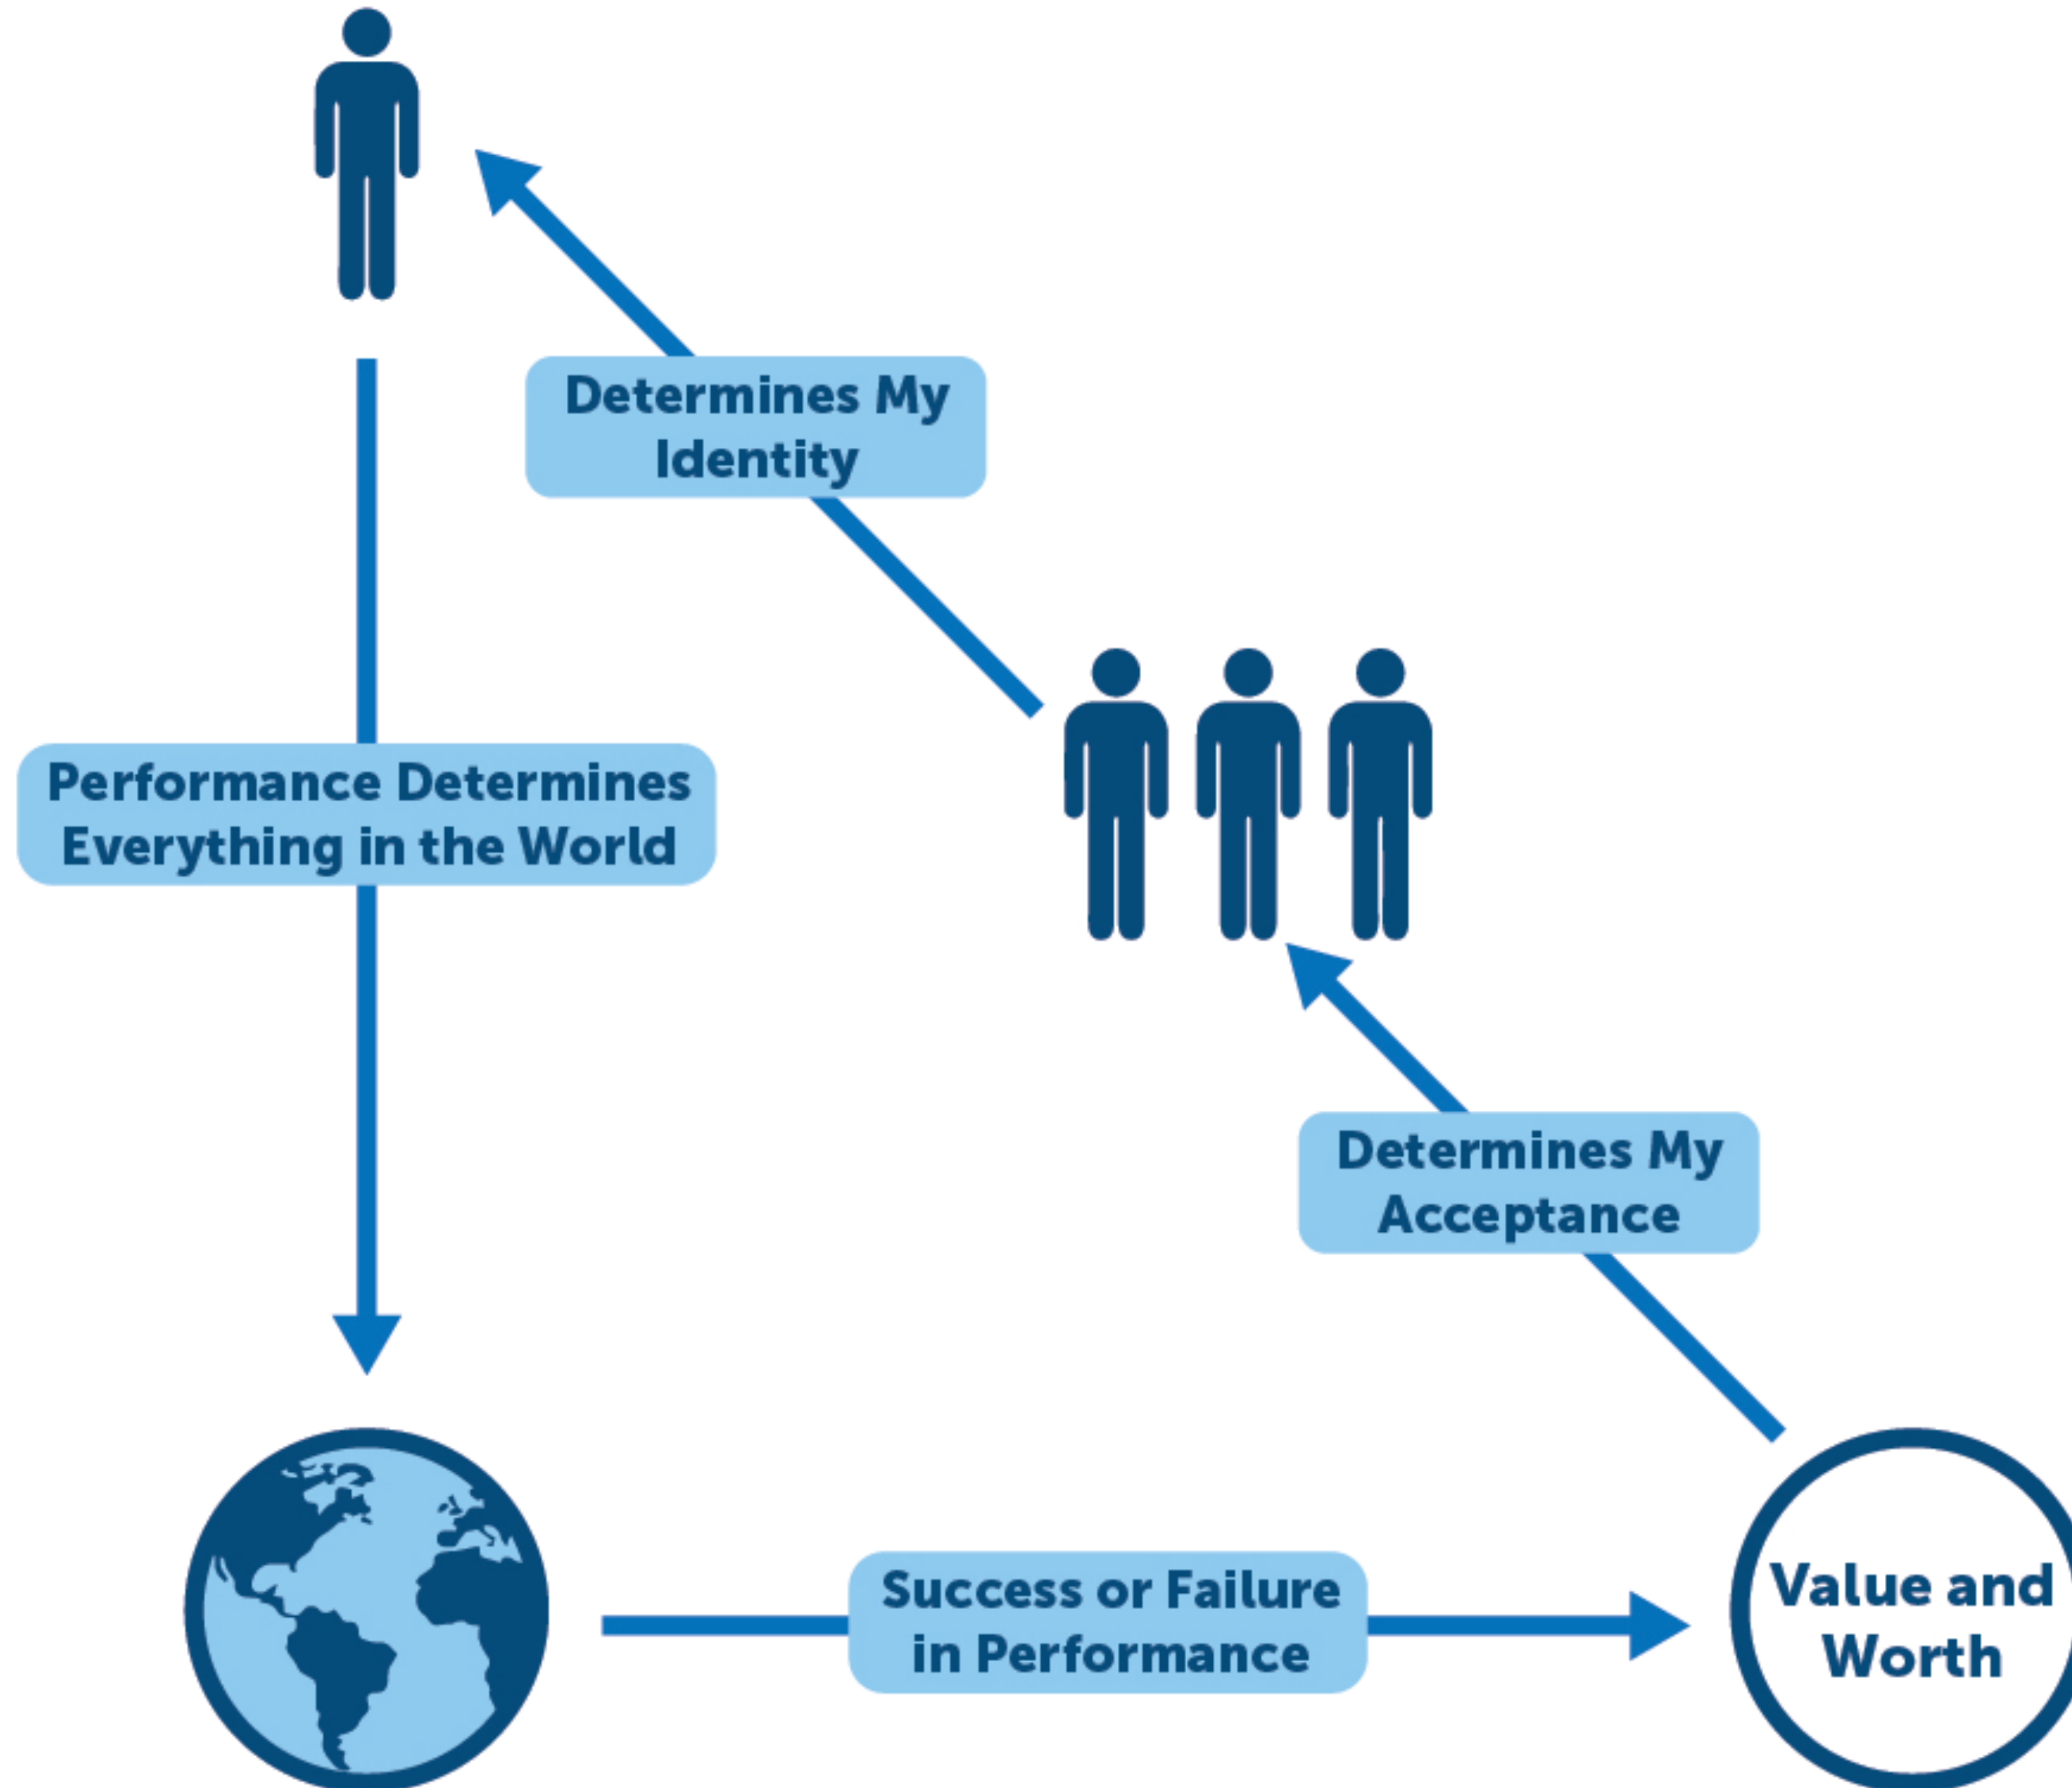 Determines My
Identity
Performance Determines
Everything in the World
Determines My
Acceptance
Success or Failure
in Performance
Value and
Worth